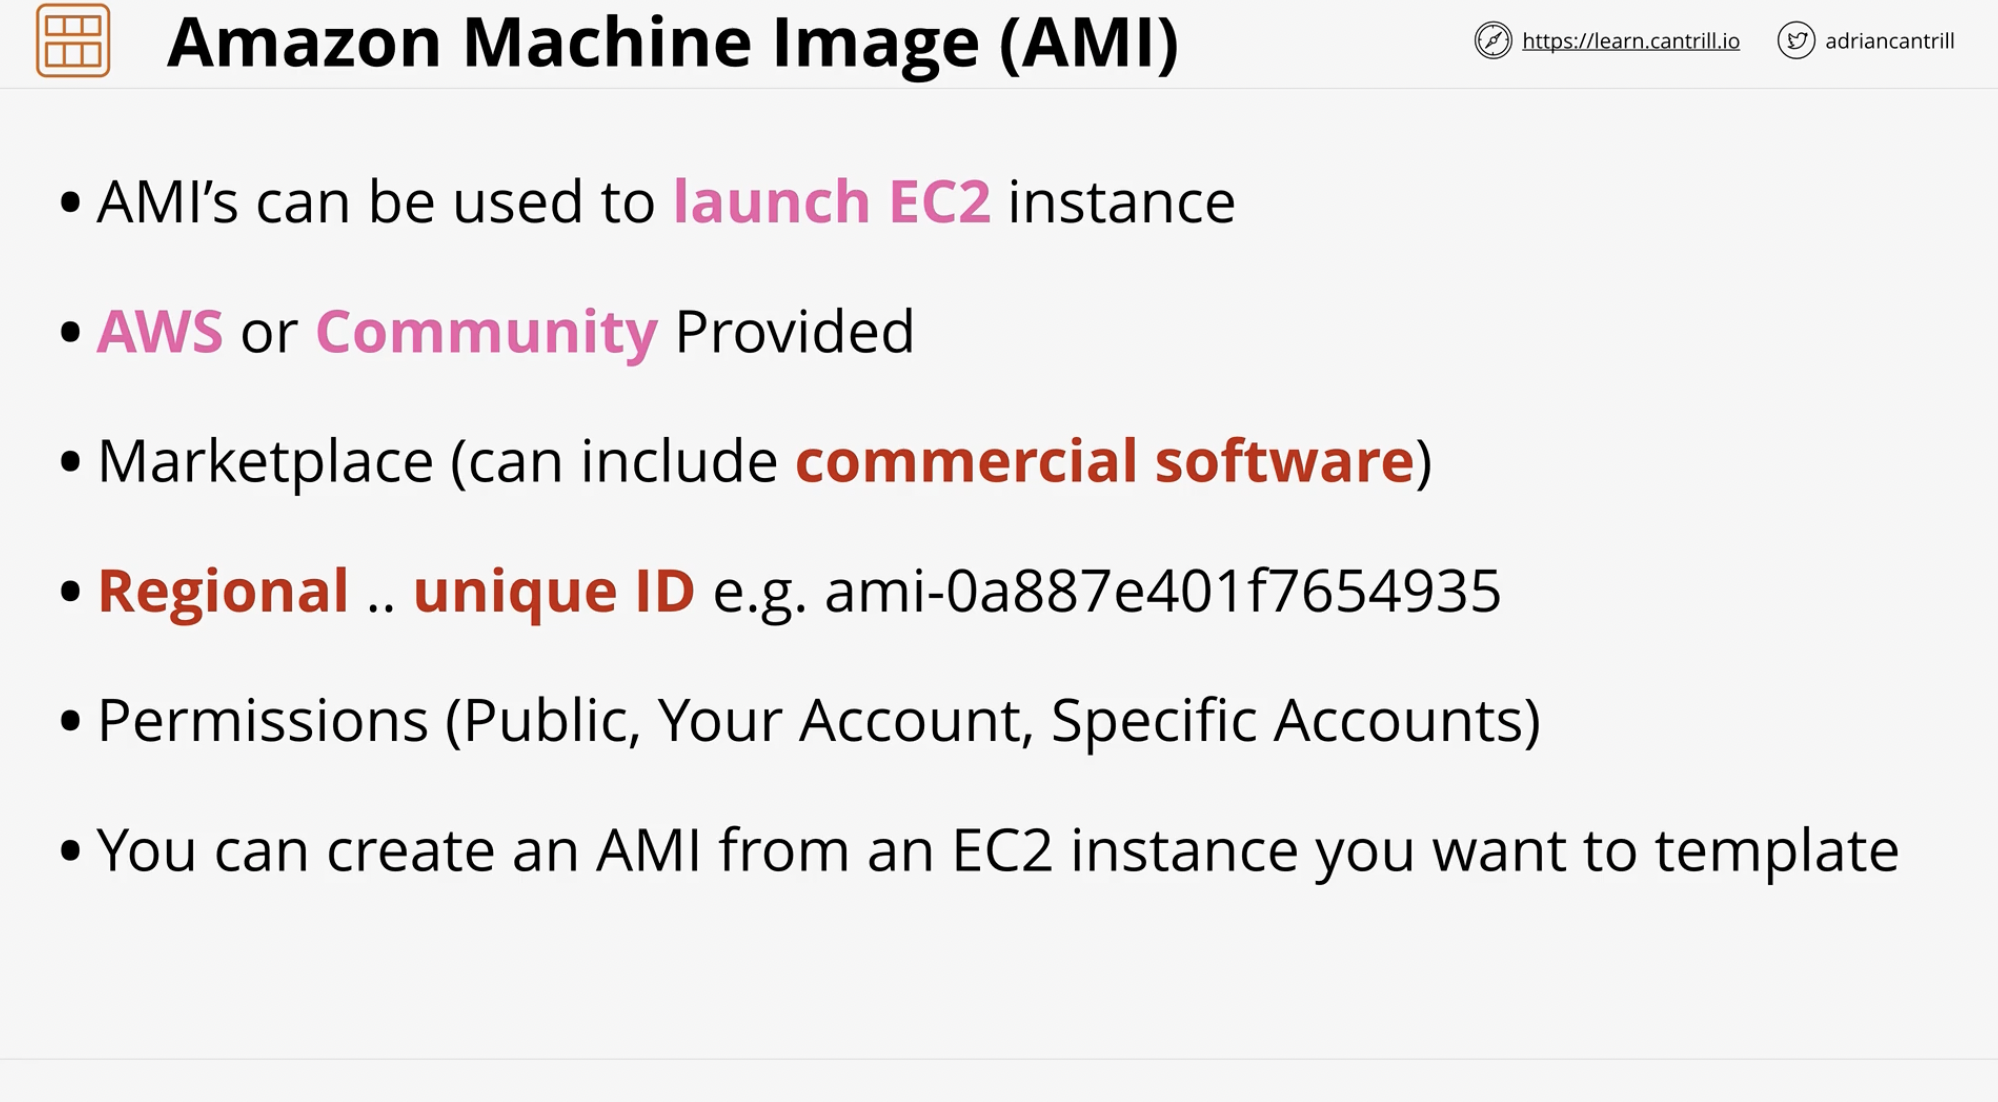 Amazon Machine Image (AMI)
https://learn.cantrill.io
adriancantrill
• AMI’s can be used to launch EC2 instance
• AWS or Community Provided
• Marketplace (can include commercial software)
• Regional .. unique ID e.g. ami-0a887e401f7654935
• Permissions (Public, Your Account, Specific Accounts)
• You can create an AMI from an EC2 instance you want to template